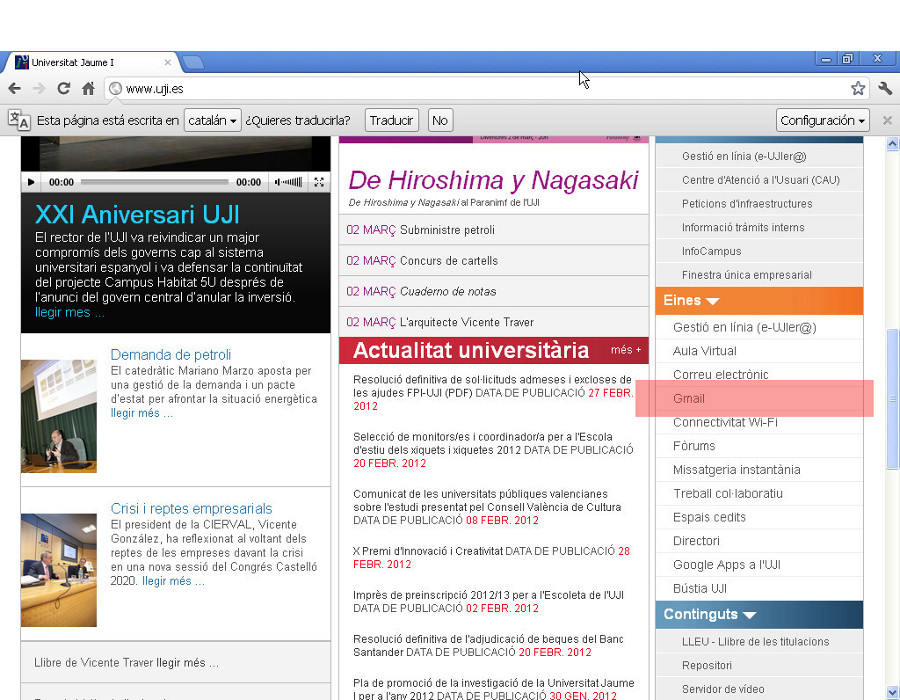 Universitat Jaume I
www.uji.es
Esta página está escrita en catalán ¿Quieres traducirla? Traducir No Configuración
00:00 00:00
XXI Aniversari UJI
El rector de l'UJI va reivindicar un major
compromís dels governs cap al sistema
universitari espanyol i va defensar la continuïtat
del projecte Campus Habitat 5U després de
l'anunci del govern central d'anular la inversió.
llegir mes ...
Demanda de petroli
El catedràtic Mariano Marzo aposta per
una gestió de la demanda i un pacte
d'estat per afrontar la situació energètica
llegir més ...
Crisi i reptes empresarials
El president de la CIERVAL, Vicente
González, ha reflexionat al voltant dels
reptes de les empreses davant la crisi
en una nova sessió del Congrés Castelló
2020. llegir més ...
Llibre de Vicente Traver llegir més ...
De Hiroshima y Nagasaki
De Hiroshima y Nagasaki al Paranimf de l'UJI
02 MARÇ Subministre petroli
02 MARÇ Concurs de cartells
02 MARÇ Cuaderno de notas
02 MARÇ L'arquitecte Vicente Traver
Actualitat universitària més +
Resolució definitiva de sol·licituds admeses i excloses de
les ajudes FPI-UJI (PDF) DATA DE PUBLICACIÓ 27 FEBR.
2012
Selecció de monitors/es i coordinador/a per a l'Escola
d'estiu dels xiquets i xiquetes 2012 DATA DE PUBLICACIÓ
20 FEBR. 2012
Comunicat de les universitats públiques valencianes
sobre l'estudi presentat pel Consell València de Cultura
DATA DE PUBLICACIÓ 08 FEBR. 2012
X Premi d'Innovació i Creativitat DATA DE PUBLICACIÓ 28
FEBR. 2012
Imprès de preinscripció 2012/13 per a l'Escoleta de l'UJI
DATA DE PUBLICACIÓ 02 FEBR. 2012
Resolució definitiva de l'adjudicació de beques del Banc
Santander DATA DE PUBLICACIÓ 20 FEBR. 2012
Pla de promoció de la investigació de la Universitat Jaume
I per a l'any 2012 DATA DE PUBLICACIÓ 30 GEN. 2012
Gestió en línia (e-UJIer@)
Centre d'Atenció a l'Usuari (CAU)
Peticions d'infraestructures
Informació tràmits interns
InfoCampus
Finestra única empresarial
Eines
Gestió en línia (e-UJIer@)
Aula Virtual
Correu electrònic
Gmail
Connectivitat Wi-Fi
Fòrums
Missatgeria instantània
Treball col·laboratiu
Espais cedits
Directori
Google Apps a l'UJI
Bústia UJI
Continguts
LLEU - Llibre de les titulacions
Repositori
Servidor de vídeo